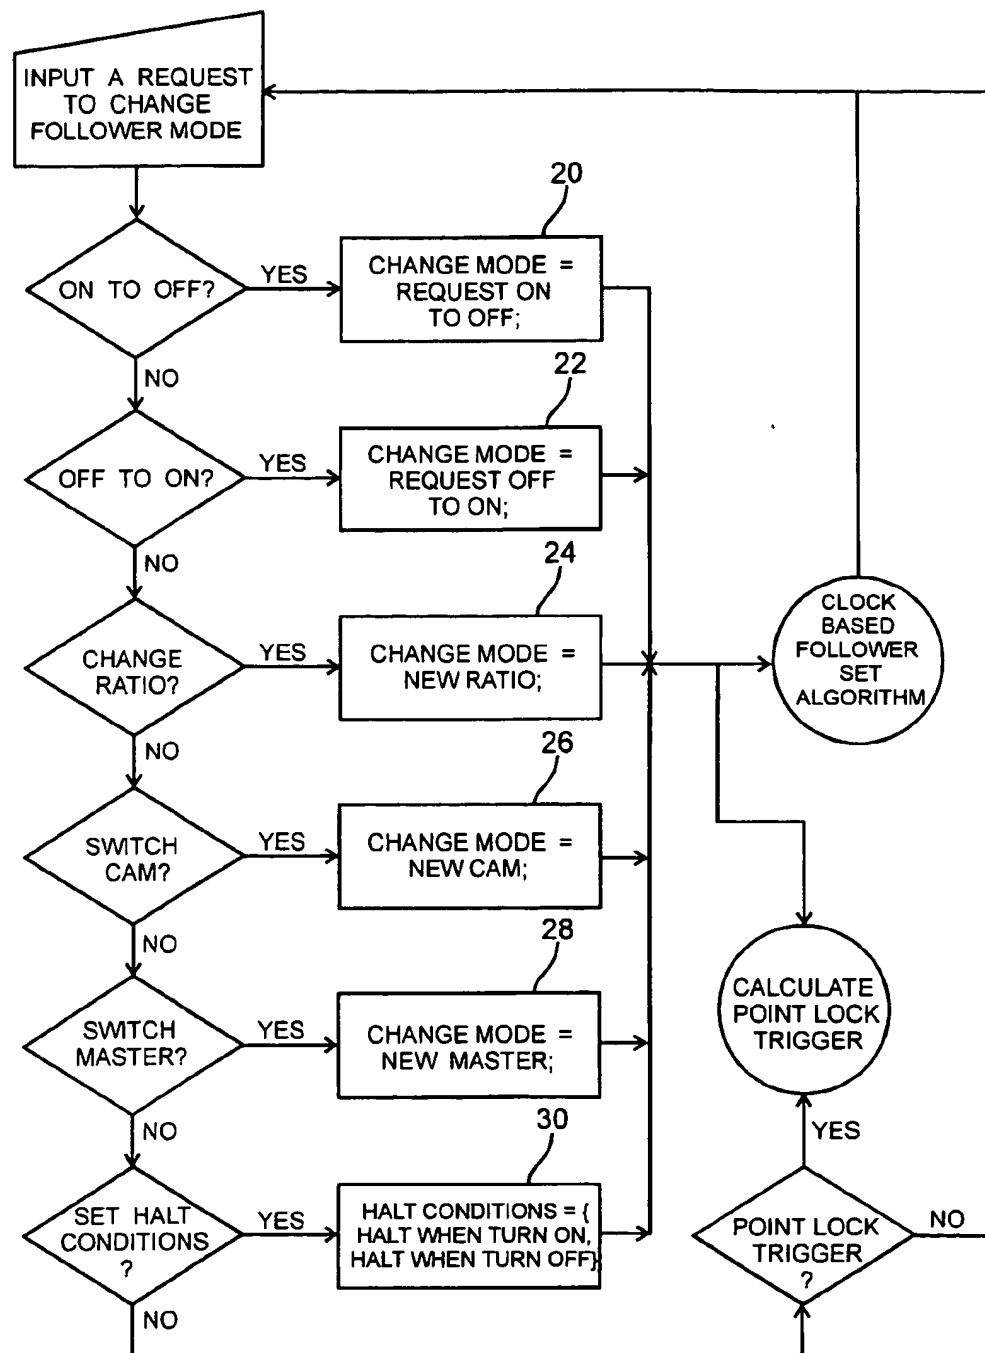 INPUT A REQUEST
TO CHANGE
FOLLOWER MODE
20
ON TO OFF?
YES
CHANGE MODE =
REQUEST ON
TO OFF;
NO
22
OFF TO ON?
YES
CHANGE MODE =
REQUEST OFF
TO ON;
NO
24
CHANGE
RATIO?
YES
CHANGE MODE =
NEW RATIO;
CLOCK
BASED
FOLLOWER
SET
ALGORITHM
NO
26
SWITCH
CAM?
YES
CHANGE MODE =
NEW CAM;
NO
28
SWITCH
MASTER?
YES
CHANGE MODE =
NEW MASTER;
CALCULATE
POINT LOCK
TRIGGER
NO
30
SET HALT
CONDITIONS
?
YES
HALT CONDITIONS = {
HALT WHEN TURN ON,
HALT WHEN TURN OFF}
YES
POINT LOCK
TRIGGER
?
NO
NO